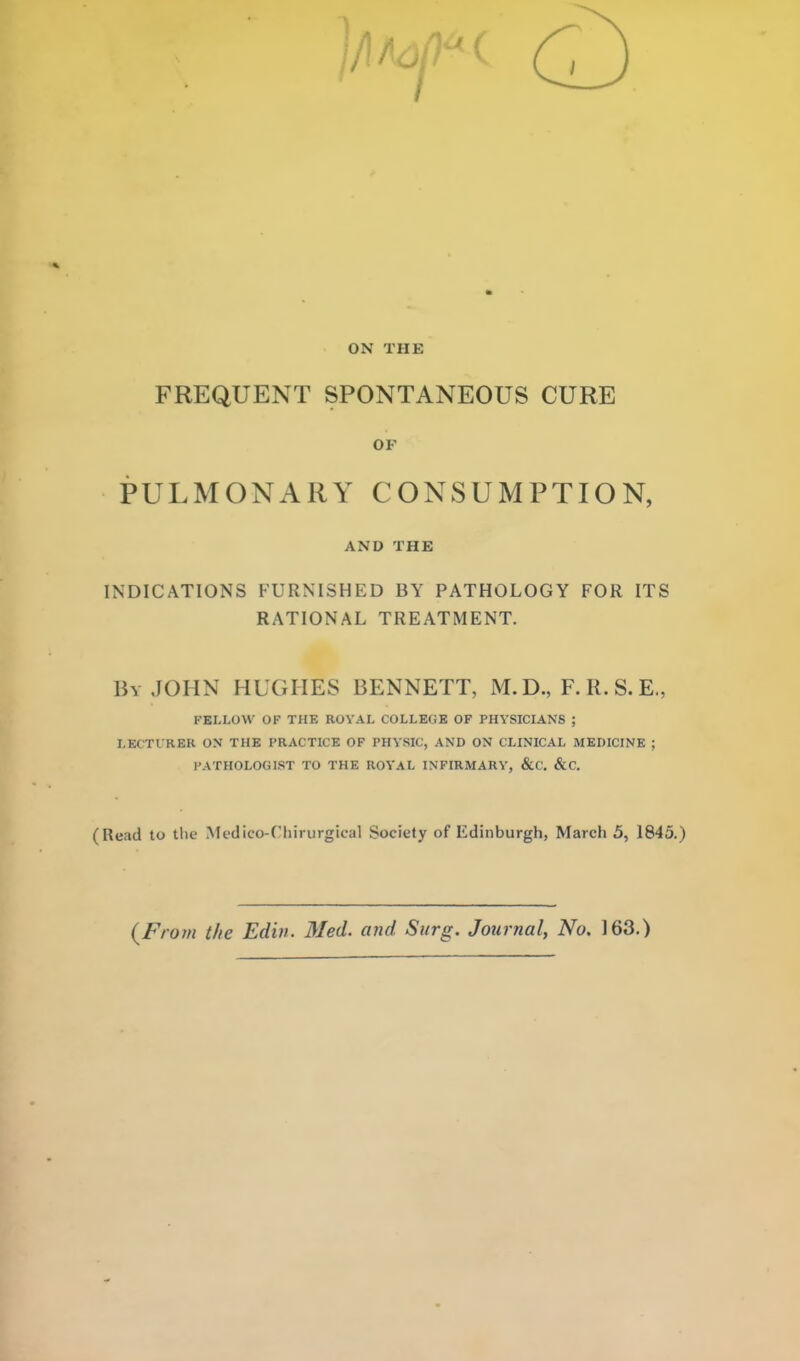 ON THE
FREQUENT SPONTANEOUS CURE
OF
PULMONARY CONSUMPTION,
AND THE
INDICATIONS FURNISHED BY PATHOLOGY FOR ITS
RATIONAL TREATMENT.
By JOHN HUGHES BENNETT, M.D., F.R.S.E.,
FELLOW OF THE ROYAL COLLEGE OF PHYSICIANS ;
LECTURER ON THE PRACTICE OF PHYSIC, AND ON CLINICAL MEDICINE ;
PATHOLOGIST TO THE ROYAL INFIRMARY, &c. &c.
(Read to the Medico-Chirurgical Society of Edinburgh, March 5, 1845.)
(From the Edin. Med. and Surg. Journal, No. 163.)